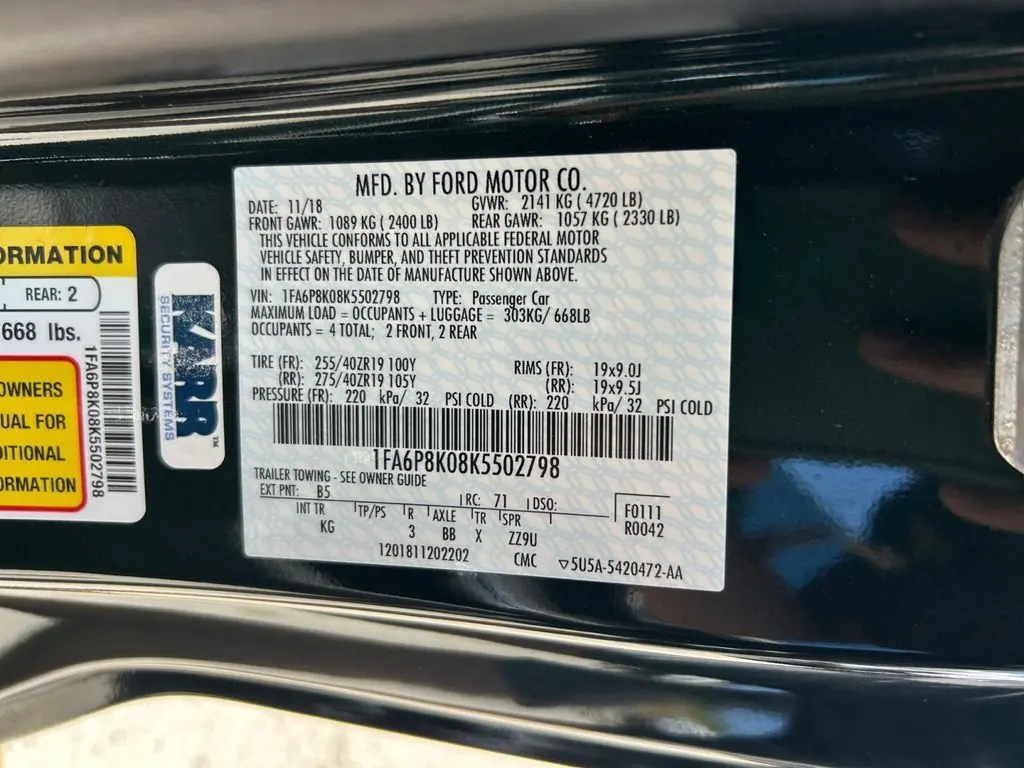 MFD. BY FORD MOTOR CO.
DATE: 11/18 GVWR: 2141 KG ( 4720 LB)
FRONT GAWR: 1089 KG ( 2400 LB) REAR GAWR: 1057 KG ( 2330 LB)
THIS VEHICLE CONFORMS TO ALL APPLICABLE FEDERAL MOTOR
VEHICLE SAFETY, BUMPER, AND THEFT PREVENTION STANDARDS
IN EFFECT ON THE DATE OF MANUFACTURE SHOWN ABOVE.
VIN: 1FA6P8K08K5502798 TYPE: Passenger Car
MAXIMUM LOAD = OCCUPANTS + LUGGAGE = 303KG/ 668LB
OCCUPANTS = 4 TOTAL; 2 FRONT, 2 REAR
TIRE (FR): 255/40ZR19 100Y RIMS (FR): 19x9.0J
(RR): 275/40ZR19 105Y (RR): 19x9.5J
PRESSURE (FR): 220 kPa/ 32 PSI COLD (RR): 220 kPa/ 32 PSI COLD
1FA6P8K08K5502798
TRAILER TOWING - SEE OWNER GUIDE
EXT PNT: B5 RC: 71 DSO: F0111
R0042
INT TR TP/PS R AXLE TR SPR
KG 3 BB X ZZ9U
1201811202202 CMC ▽5U5A-5420472-AA
ORMATION
REAR: 2
668 lbs.
OWNERS
UAL FOR
DITIONAL
ORMATION
1FA6P8K08K5502798
KARR™
SECURITY SYSTEMS